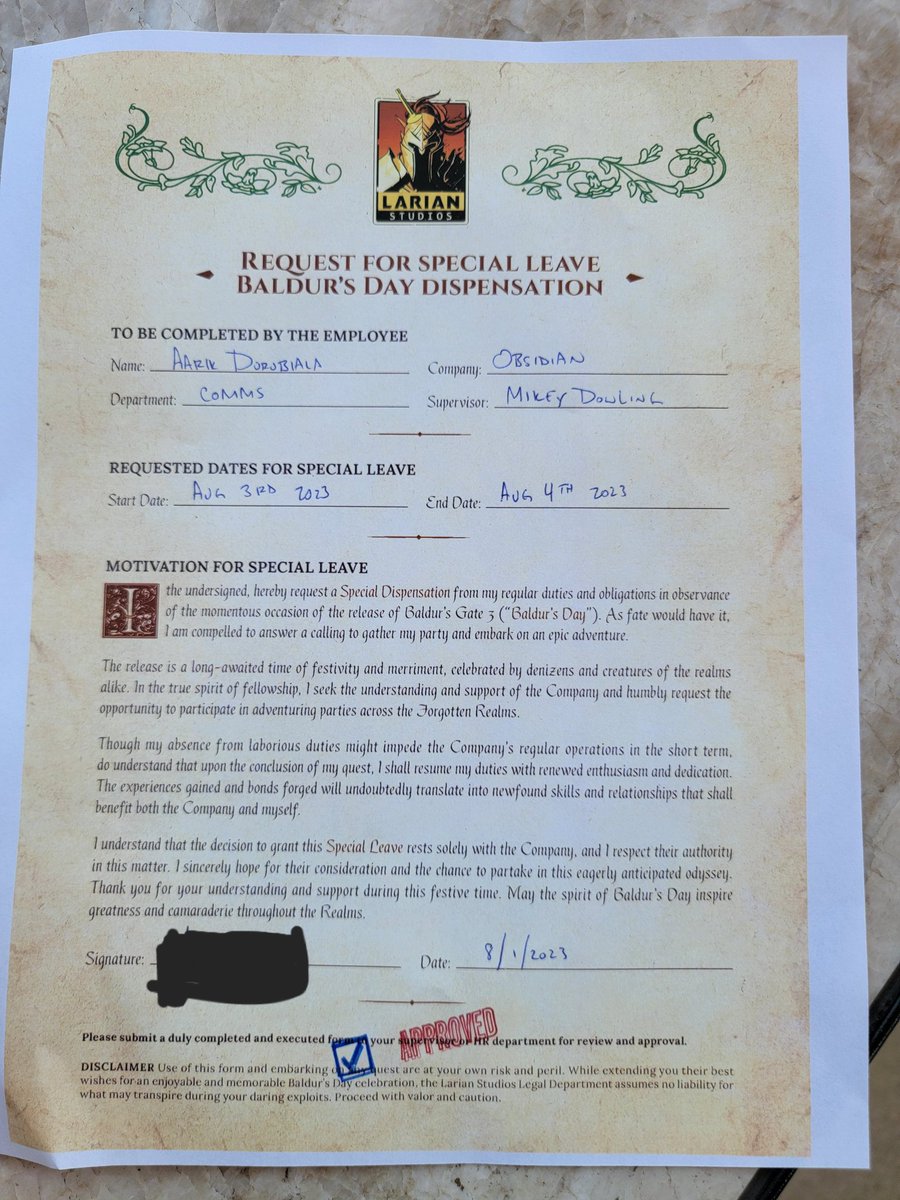 LARIAN
STUDIOS
REQUEST FOR SPECIAL LEAVE
BALDUR'S DAY DISPENSATION
TO BE COMPLETED BY THE EMPLOYEE
Name: AARIK DOROBIALA Company: OBSIDIAN
Department: COMMS Supervisor: MIKEY DOWLING
REQUESTED DATES FOR SPECIAL LEAVE
Start Date: AUG 3RD 2023 End Date: AUG 4TH 2023
MOTIVATION FOR SPECIAL LEAVE
I the undersigned, hereby request a Special Dispensation from my regular duties and obligations in observance
of the momentous occasion of the release of Baldur's Gate 3 ("Baldur's Day"). As fate would have it,
I am compelled to answer a calling to gather my party and embark on an epic adventure.
The release is a long-awaited time of festivity and merriment, celebrated by denizens and creatures of the realms
alike. In the true spirit of fellowship, I seek the understanding and support of the Company and humbly request the
opportunity to participate in adventuring parties across the Forgotten Realms.
Though my absence from laborious duties might impede the Company's regular operations in the short term,
do understand that upon the conclusion of my quest, I shall resume my duties with renewed enthusiasm and dedication.
The experiences gained and bonds forged will undoubtedly translate into newfound skills and relationships that shall
benefit both the Company and myself.
I understand that the decision to grant this Special Leave rests solely with the Company, and I respect their authority
in this matter. I sincerely hope for their consideration and the chance to partake in this eagerly anticipated odyssey.
Thank you for your understanding and support during this festive time. May the spirit of Baldur's Day inspire
greatness and camaraderie throughout the Realms.
Signature: Date: 8/1/2023
APPROVED
Please submit a duly completed and executed form to your supervisor or HR department for review and approval.
DISCLAIMER Use of this form and embarking on any quest are at your own risk and peril. While extending you their best
wishes for an enjoyable and memorable Baldur's Day celebration, the Larian Studios Legal Department assumes no liability for
what may transpire during your daring exploits. Proceed with valor and caution.